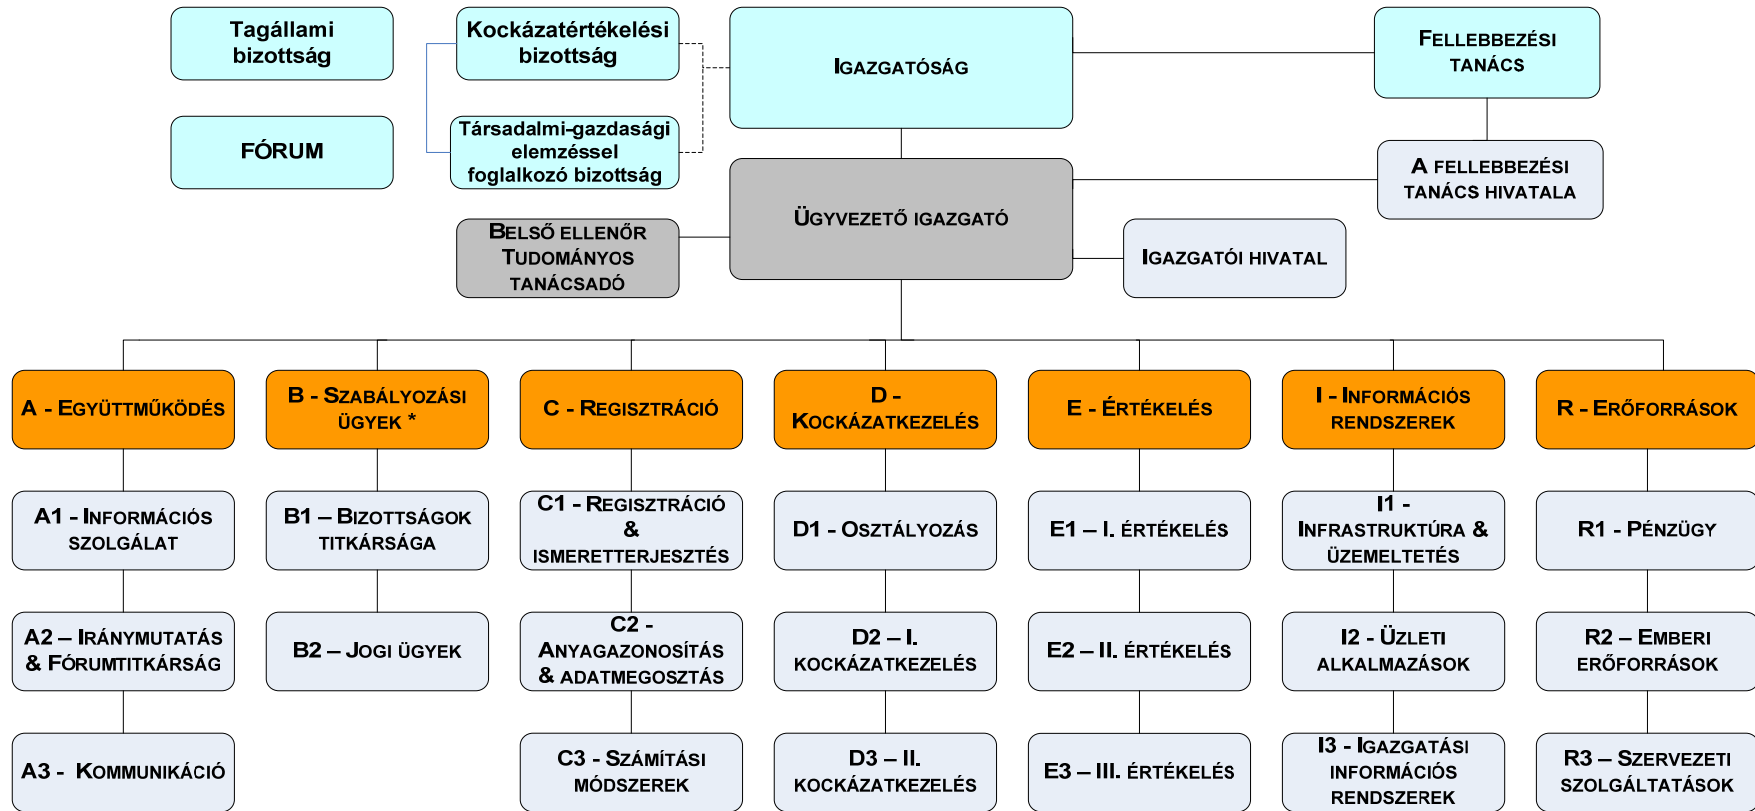 Tagállami
bizottság
Kockázatértékelési
bizottság
IGAZGATÓSÁG
FELLEBBEZÉSI
TANÁCS
FÓRUM
Társadalmi-gazdasági
elemzéssel
foglalkozó bizottság
A FELLEBBEZÉSI
TANÁCS HIVATALA
ÜGYVEZETŐ IGAZGATÓ
BELSŐ ELLENŐR
TUDOMÁNYOS
TANÁCSADÓ
IGAZGATÓI HIVATAL
A - EGYÜTTMŰKÖDÉS
B - SZABÁLYOZÁSI
ÜGYEK *
C - REGISZTRÁCIÓ
D -
KOCKÁZATKEZELÉS
E - ÉRTÉKELÉS
I - INFORMÁCIÓS
RENDSZEREK
R - ERŐFORRÁSOK
A1 - INFORMÁCIÓS
SZOLGÁLAT
B1 – BIZOTTSÁGOK
TITKÁRSÁGA
C1 - REGISZTRÁCIÓ
&
ISMERETTERJESZTÉS
D1 - OSZTÁLYOZÁS
E1 – I. ÉRTÉKELÉS
I1 -
INFRASTRUKTÚRA &
ÜZEMELTETÉS
R1 - PÉNZÜGY
A2 – IRÁNYMUTATÁS
& FÓRUMTITKÁRSÁG
B2 – JOGI ÜGYEK
C2 -
ANYAGAZONOSÍTÁS
& ADATMEGOSZTÁS
D2 – I.
KOCKÁZATKEZELÉS
E2 – II. ÉRTÉKELÉS
I2 - ÜZLETI
ALKALMAZÁSOK
R2 – EMBERI
ERŐFORRÁSOK
A3 - KOMMUNIKÁCIÓ
C3 - SZÁMÍTÁSI
MÓDSZEREK
D3 – II.
KOCKÁZATKEZELÉS
E3 – III. ÉRTÉKELÉS
I3 - IGAZGATÁSI
INFORMÁCIÓS
RENDSZEREK
R3 – SZERVEZETI
SZOLGÁLTATÁSOK